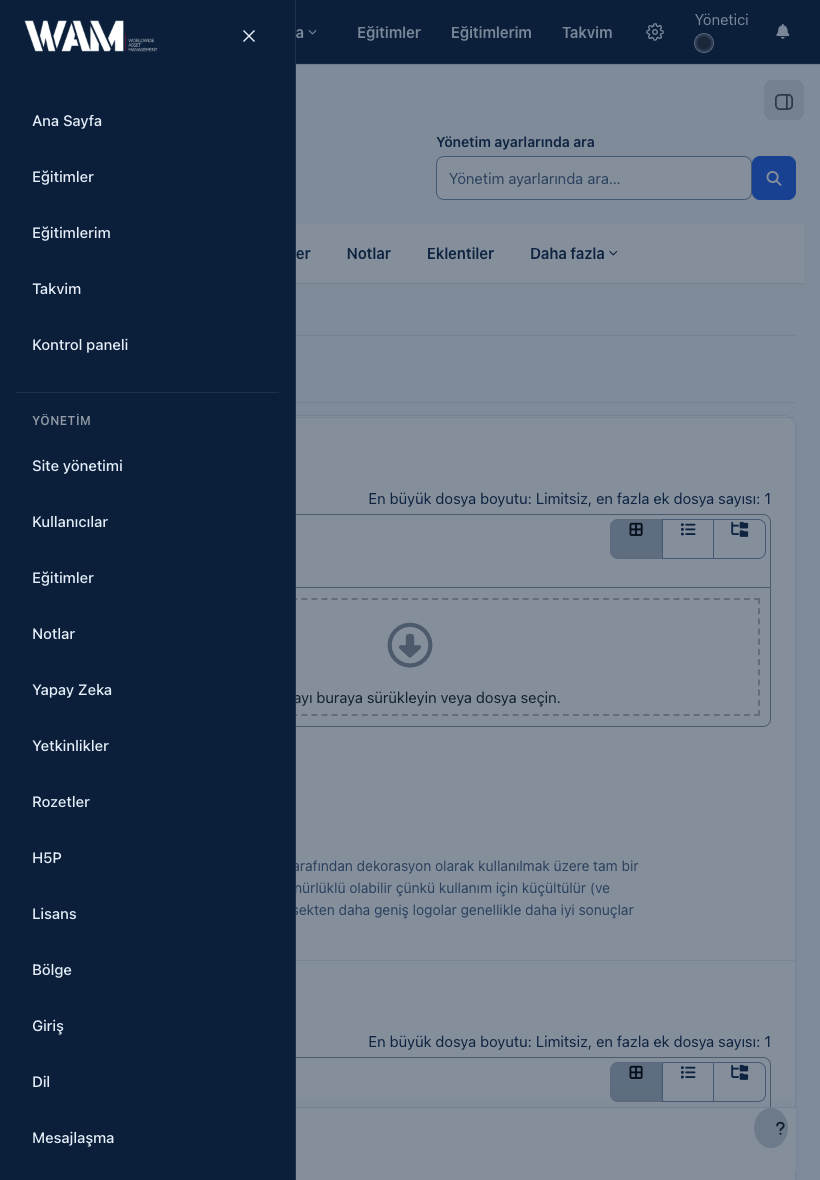 WAM
WORLDWIDE
ASSET
MANAGEMENT
a
Eğitimler
Eğitimlerim
Takvim
Yönetici
Ana Sayfa
Eğitimler
Eğitimlerim
Takvim
Kontrol paneli
YÖNETİM
Site yönetimi
Kullanıcılar
Eğitimler
Notlar
Yapay Zeka
Yetkinlikler
Rozetler
H5P
Lisans
Bölge
Giriş
Dil
Mesajlaşma
Yönetim ayarlarında ara
Yönetim ayarlarında ara...
er
Notlar
Eklentiler
Daha fazla
En büyük dosya boyutu: Limitsiz, en fazla ek dosya sayısı: 1
ayı buraya sürükleyin veya dosya seçin.
arafından dekorasyon olarak kullanılmak üzere tam bir
nürlüklü olabilir çünkü kullanım için küçültülür (ve
sekten daha geniş logolar genellikle daha iyi sonuçlar
En büyük dosya boyutu: Limitsiz, en fazla ek dosya sayısı: 1
?